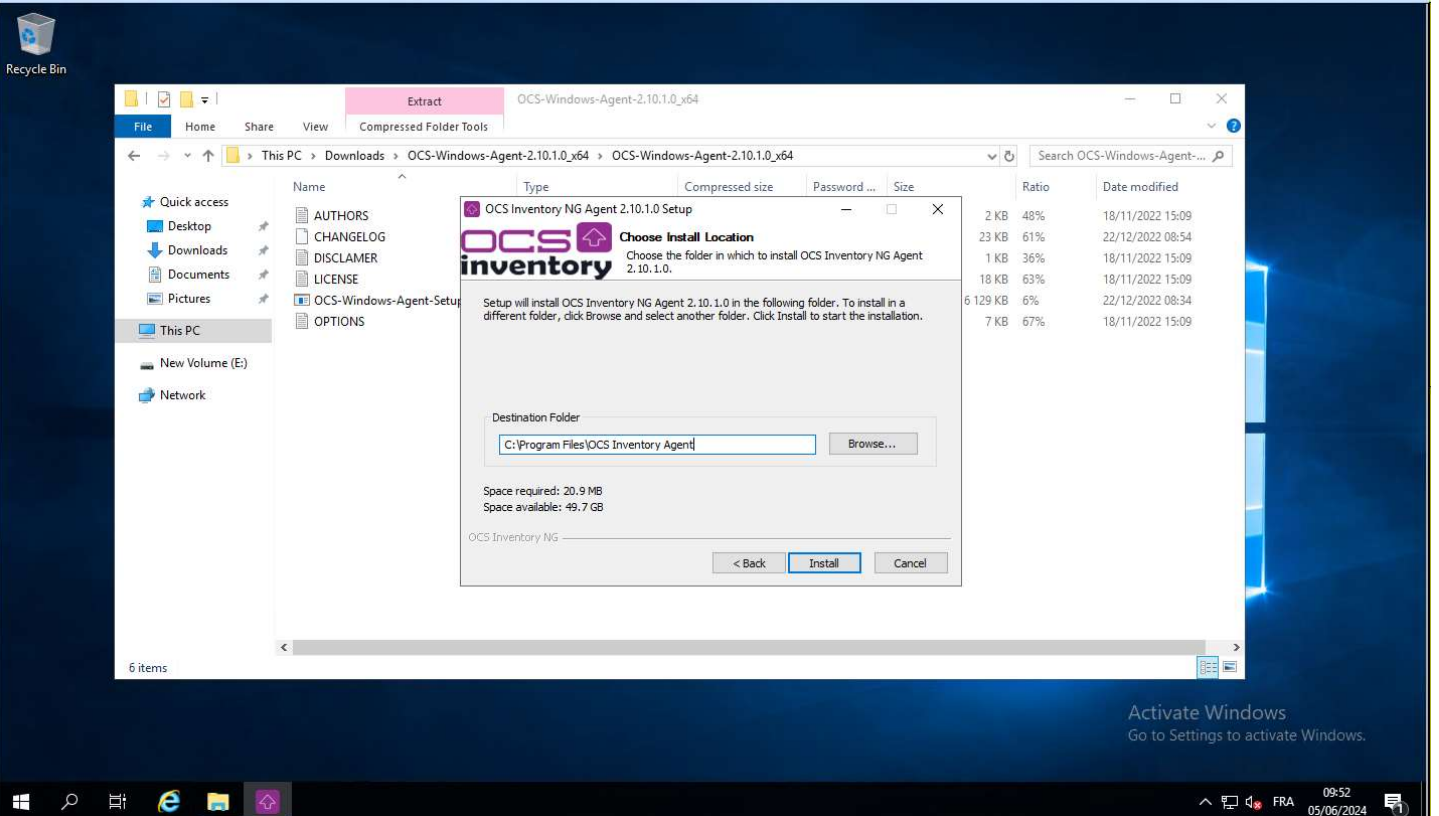 Recycle Bin
Extract
OCS-Windows-Agent-2.10.1.0_x64
File Home Share View Compressed Folder Tools
This PC > Downloads > OCS-Windows-Agent-2.10.1.0_x64 > OCS-Windows-Agent-2.10.1.0_x64
Search OCS-Windows-Agent-...
Name Type Compressed size Password ... Size Ratio Date modified
Quick access
Desktop
Downloads
Documents
Pictures
This PC
New Volume (E:)
Network
AUTHORS 2 KB 48% 18/11/2022 15:09
CHANGELOG 23 KB 61% 22/12/2022 08:54
DISCLAMER 1 KB 36% 18/11/2022 15:09
LICENSE 18 KB 63% 18/11/2022 15:09
OCS-Windows-Agent-Setup 6 129 KB 6% 22/12/2022 08:34
OPTIONS 7 KB 67% 18/11/2022 15:09
OCS Inventory NG Agent 2.10.1.0 Setup
OCS
inventory
Choose Install Location
Choose the folder in which to install OCS Inventory NG Agent
2.10.1.0.
Setup will install OCS Inventory NG Agent 2.10.1.0 in the following folder. To install in a
different folder, click Browse and select another folder. Click Install to start the installation.
Destination Folder
C:\Program Files\OCS Inventory Agent
Browse...
Space required: 20.9 MB
Space available: 49.7 GB
OCS Inventory NG
< Back Install Cancel
6 items
Activate Windows
Go to Settings to activate Windows.
FRA
09:52
05/06/2024
1